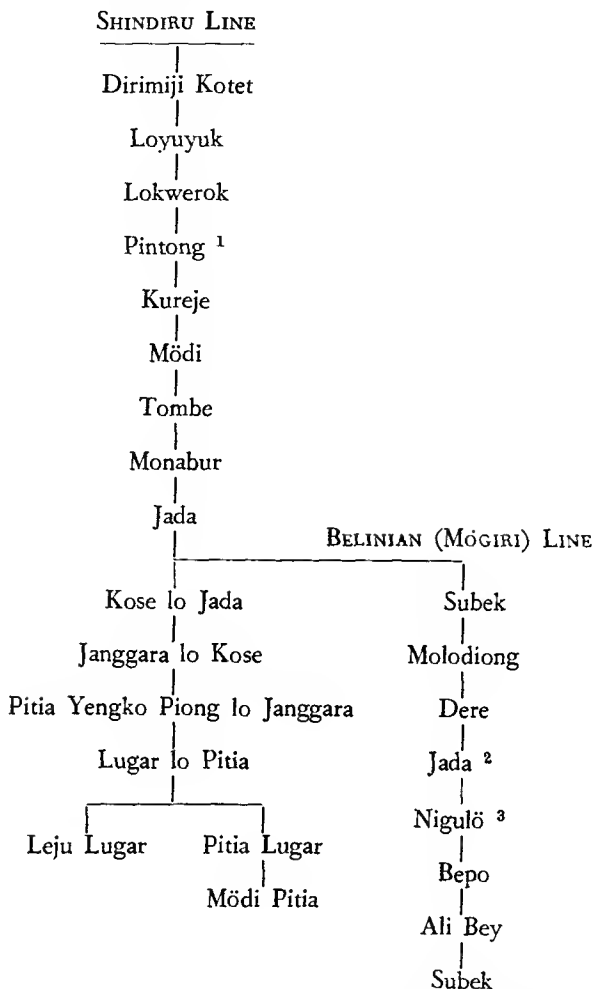 SHINDIRU LINE
Dirimiji Kotet
Loyuyuk
Lokwerok
Pintong ¹
Kureje
Mödi
Tombe
Monabur
Jada
BELINIAN (MÖGIRI) LINE
Kose lo Jada
Subek
Janggara lo Kose
Molodiong
Pitia Yengko Piong lo Janggara
Dere
Lugar lo Pitia
Jada ²
Leju Lugar
Pitia Lugar
Nigulö ³
Mödi Pitia
Bepo
Ali Bey
Subek